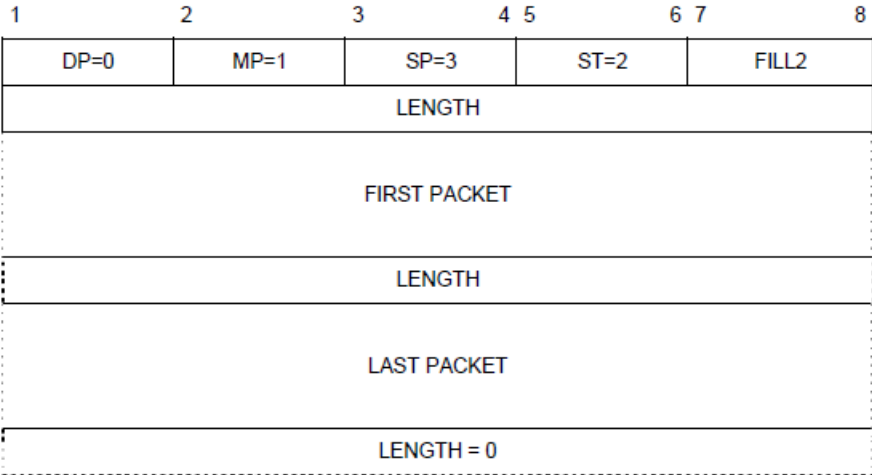 1 2 3 4 5 6 7 8
DP=0 MP=1 SP=3 ST=2 FILL2
LENGTH
FIRST PACKET
LENGTH
LAST PACKET
LENGTH = 0